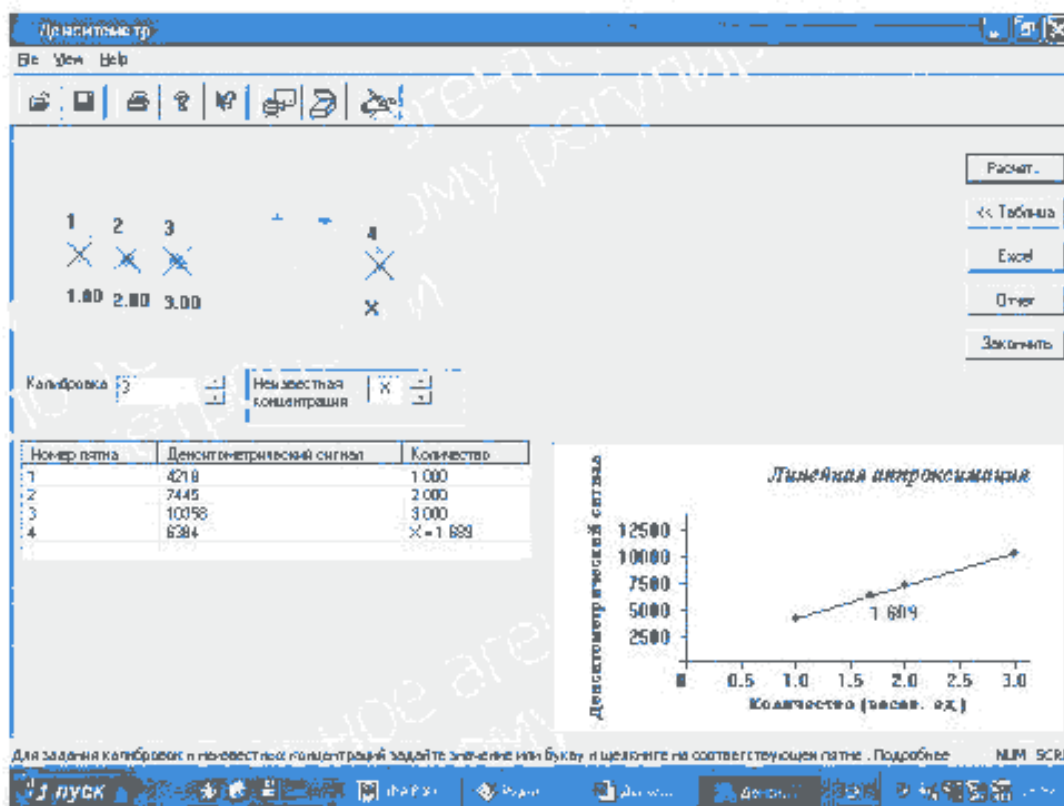 Денситометр
File View Help
Расчет...
<< Таблица
Excel
Отчет
Закончить
1 2 3 4
1.00 2.00 3.00 X
Калибровка 3
Неизвестная концентрация X
Номер пятна Денситометрический сигнал Количество
1 4218 1.000
2 7445 2.000
3 10358 3.000
4 6384 X = 1.689
Линейная аппроксимация
Денситометрический сигнал
12500
10000
7500
5000
2500
1.689
0 0.5 1.0 1.5 2.0 2.5 3.0
Количество
Для задания калибровок и неизвестных концентраций задайте значение или букву и щелкните на соответствующем пятне. Подробнее NUM SCRL
пуск